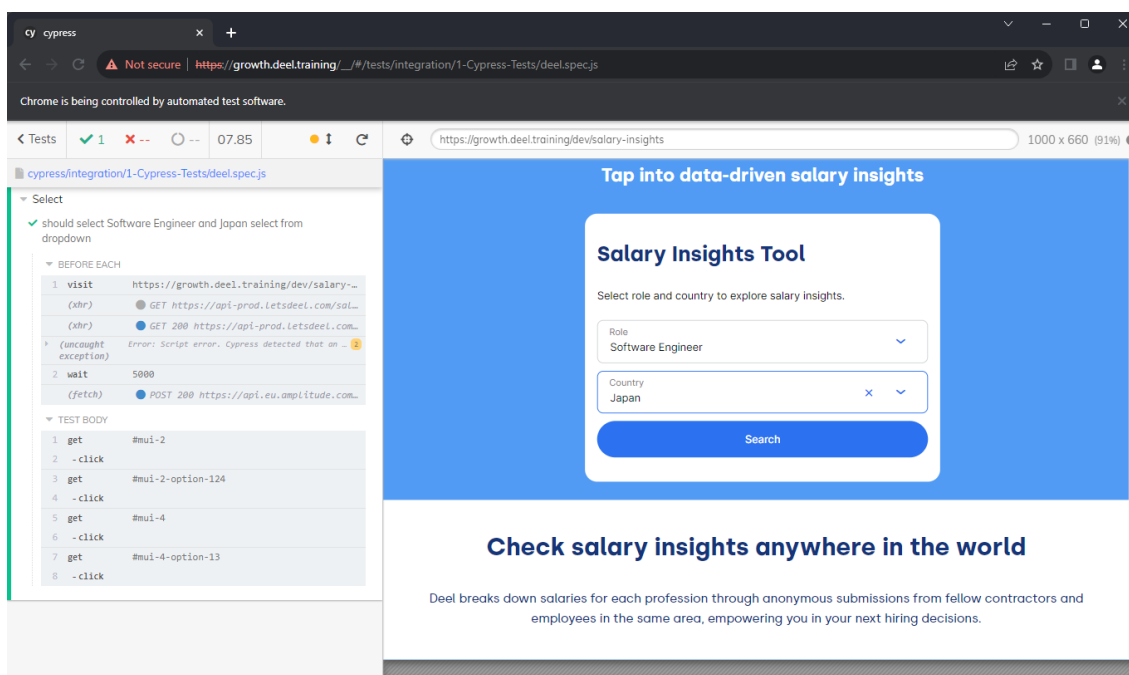 cy cypress
Not secure | https://growth.deel.training/__/#/tests/integration/1-Cypress-Tests/deel.spec.js
Chrome is being controlled by automated test software.
Tests 1 -- -- 07.85
https://growth.deel.training/dev/salary-insights
1000 x 660 (91%)
cypress/integration/1-Cypress-Tests/deel.spec.js
Select
should select Software Engineer and Japan select from
dropdown
BEFORE EACH
1 visit https://growth.deel.training/dev/salary-…
(xhr) GET https://api-prod.letsdeel.com/sal…
(xhr) GET 200 https://api-prod.letsdeel.com…
(uncaught Error: Script error. Cypress detected that an … 2
exception)
2 wait 5000
(fetch) POST 200 https://api.eu.amplitude.com…
TEST BODY
1 get #mui-2
2 -click
3 get #mui-2-option-124
4 -click
5 get #mui-4
6 -click
7 get #mui-4-option-13
8 -click
Tap into data-driven salary insights
Salary Insights Tool
Select role and country to explore salary insights.
Role
Software Engineer
Country
Japan
Search
Check salary insights anywhere in the world
Deel breaks down salaries for each profession through anonymous submissions from fellow contractors and
employees in the same area, empowering you in your next hiring decisions.